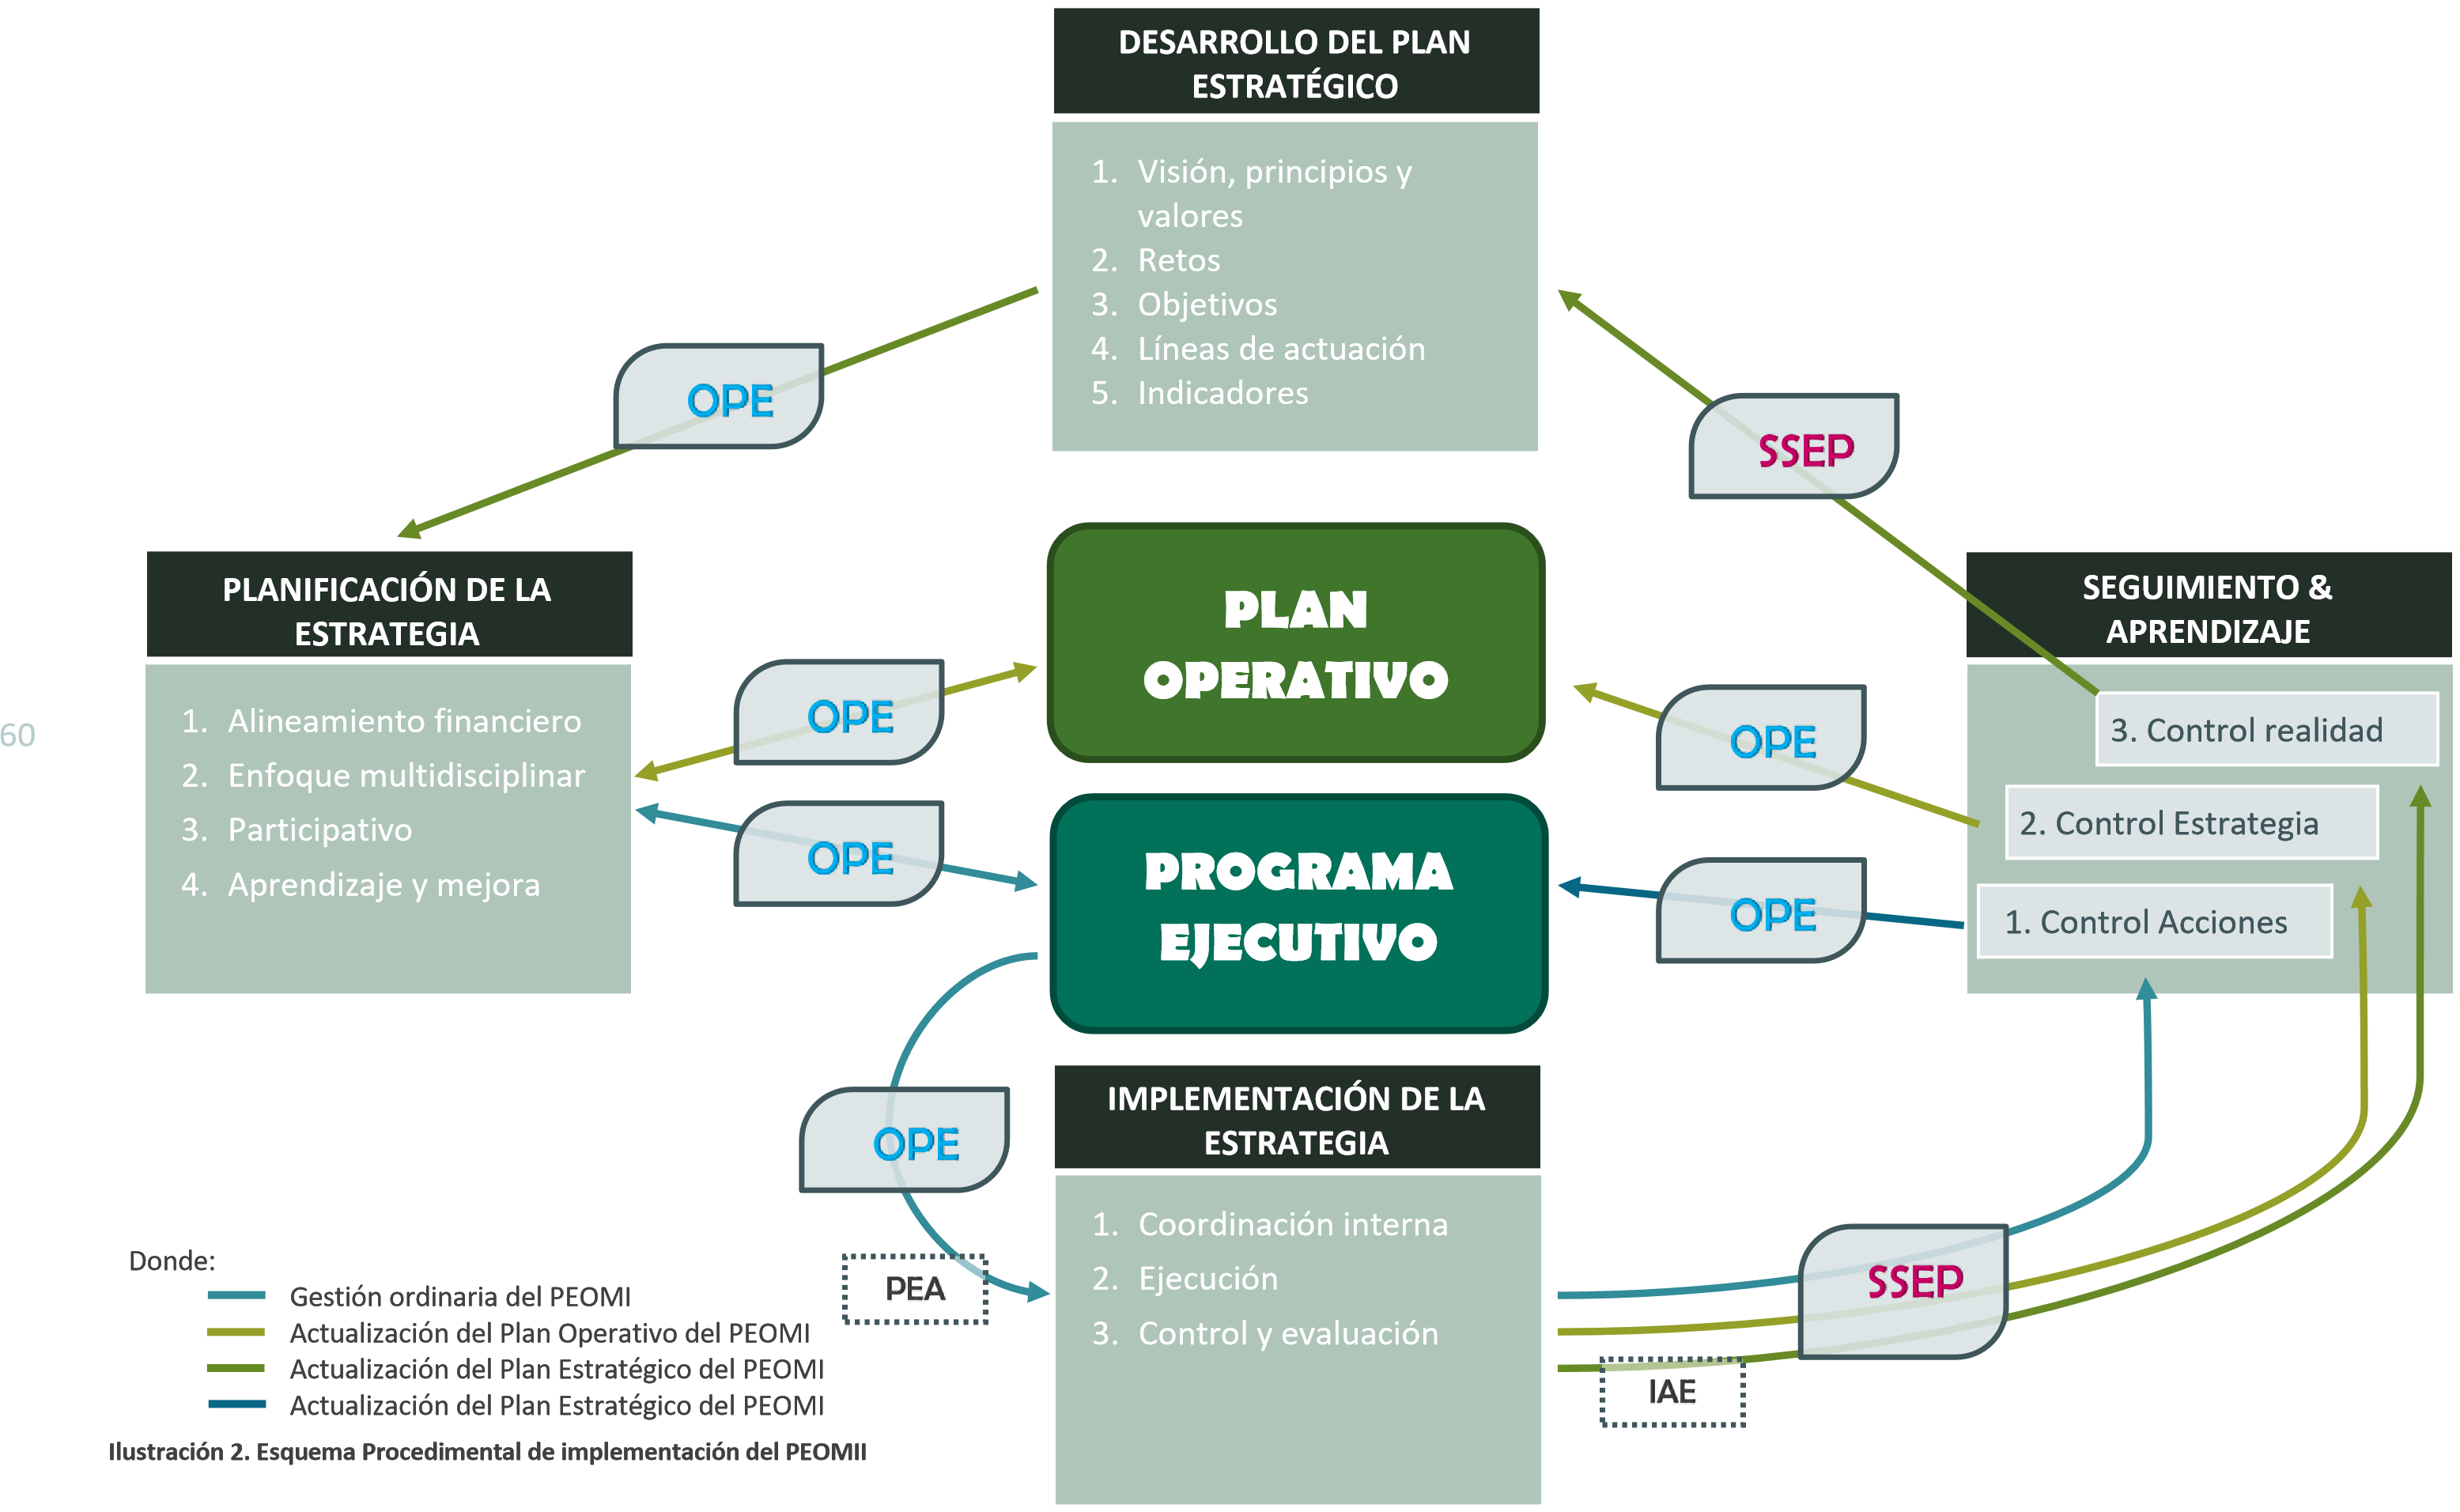 DESARROLLO DEL PLAN
ESTRATÉGICO
1. Visión, principios y
valores
2. Retos
3. Objetivos
4. Líneas de actuación
5. Indicadores
OPE
SSEP
PLANIFICACIÓN DE LA
ESTRATEGIA
1. Alineamiento financiero
2. Enfoque multidisciplinar
3. Participativo
4. Aprendizaje y mejora
60
OPE
OPE
PLAN
OPERATIVO
PROGRAMA
EJECUTIVO
OPE
OPE
SEGUIMIENTO &
APRENDIZAJE
3. Control realidad
2. Control Estrategia
1. Control Acciones
OPE
PEA
IMPLEMENTACIÓN DE LA
ESTRATEGIA
1. Coordinación interna
2. Ejecución
3. Control y evaluación
SSEP
IAE
Donde:
Gestión ordinaria del PEOMI
Actualización del Plan Operativo del PEOMI
Actualización del Plan Estratégico del PEOMI
Actualización del Plan Estratégico del PEOMI
Ilustración 2. Esquema Procedimental de implementación del PEOMII